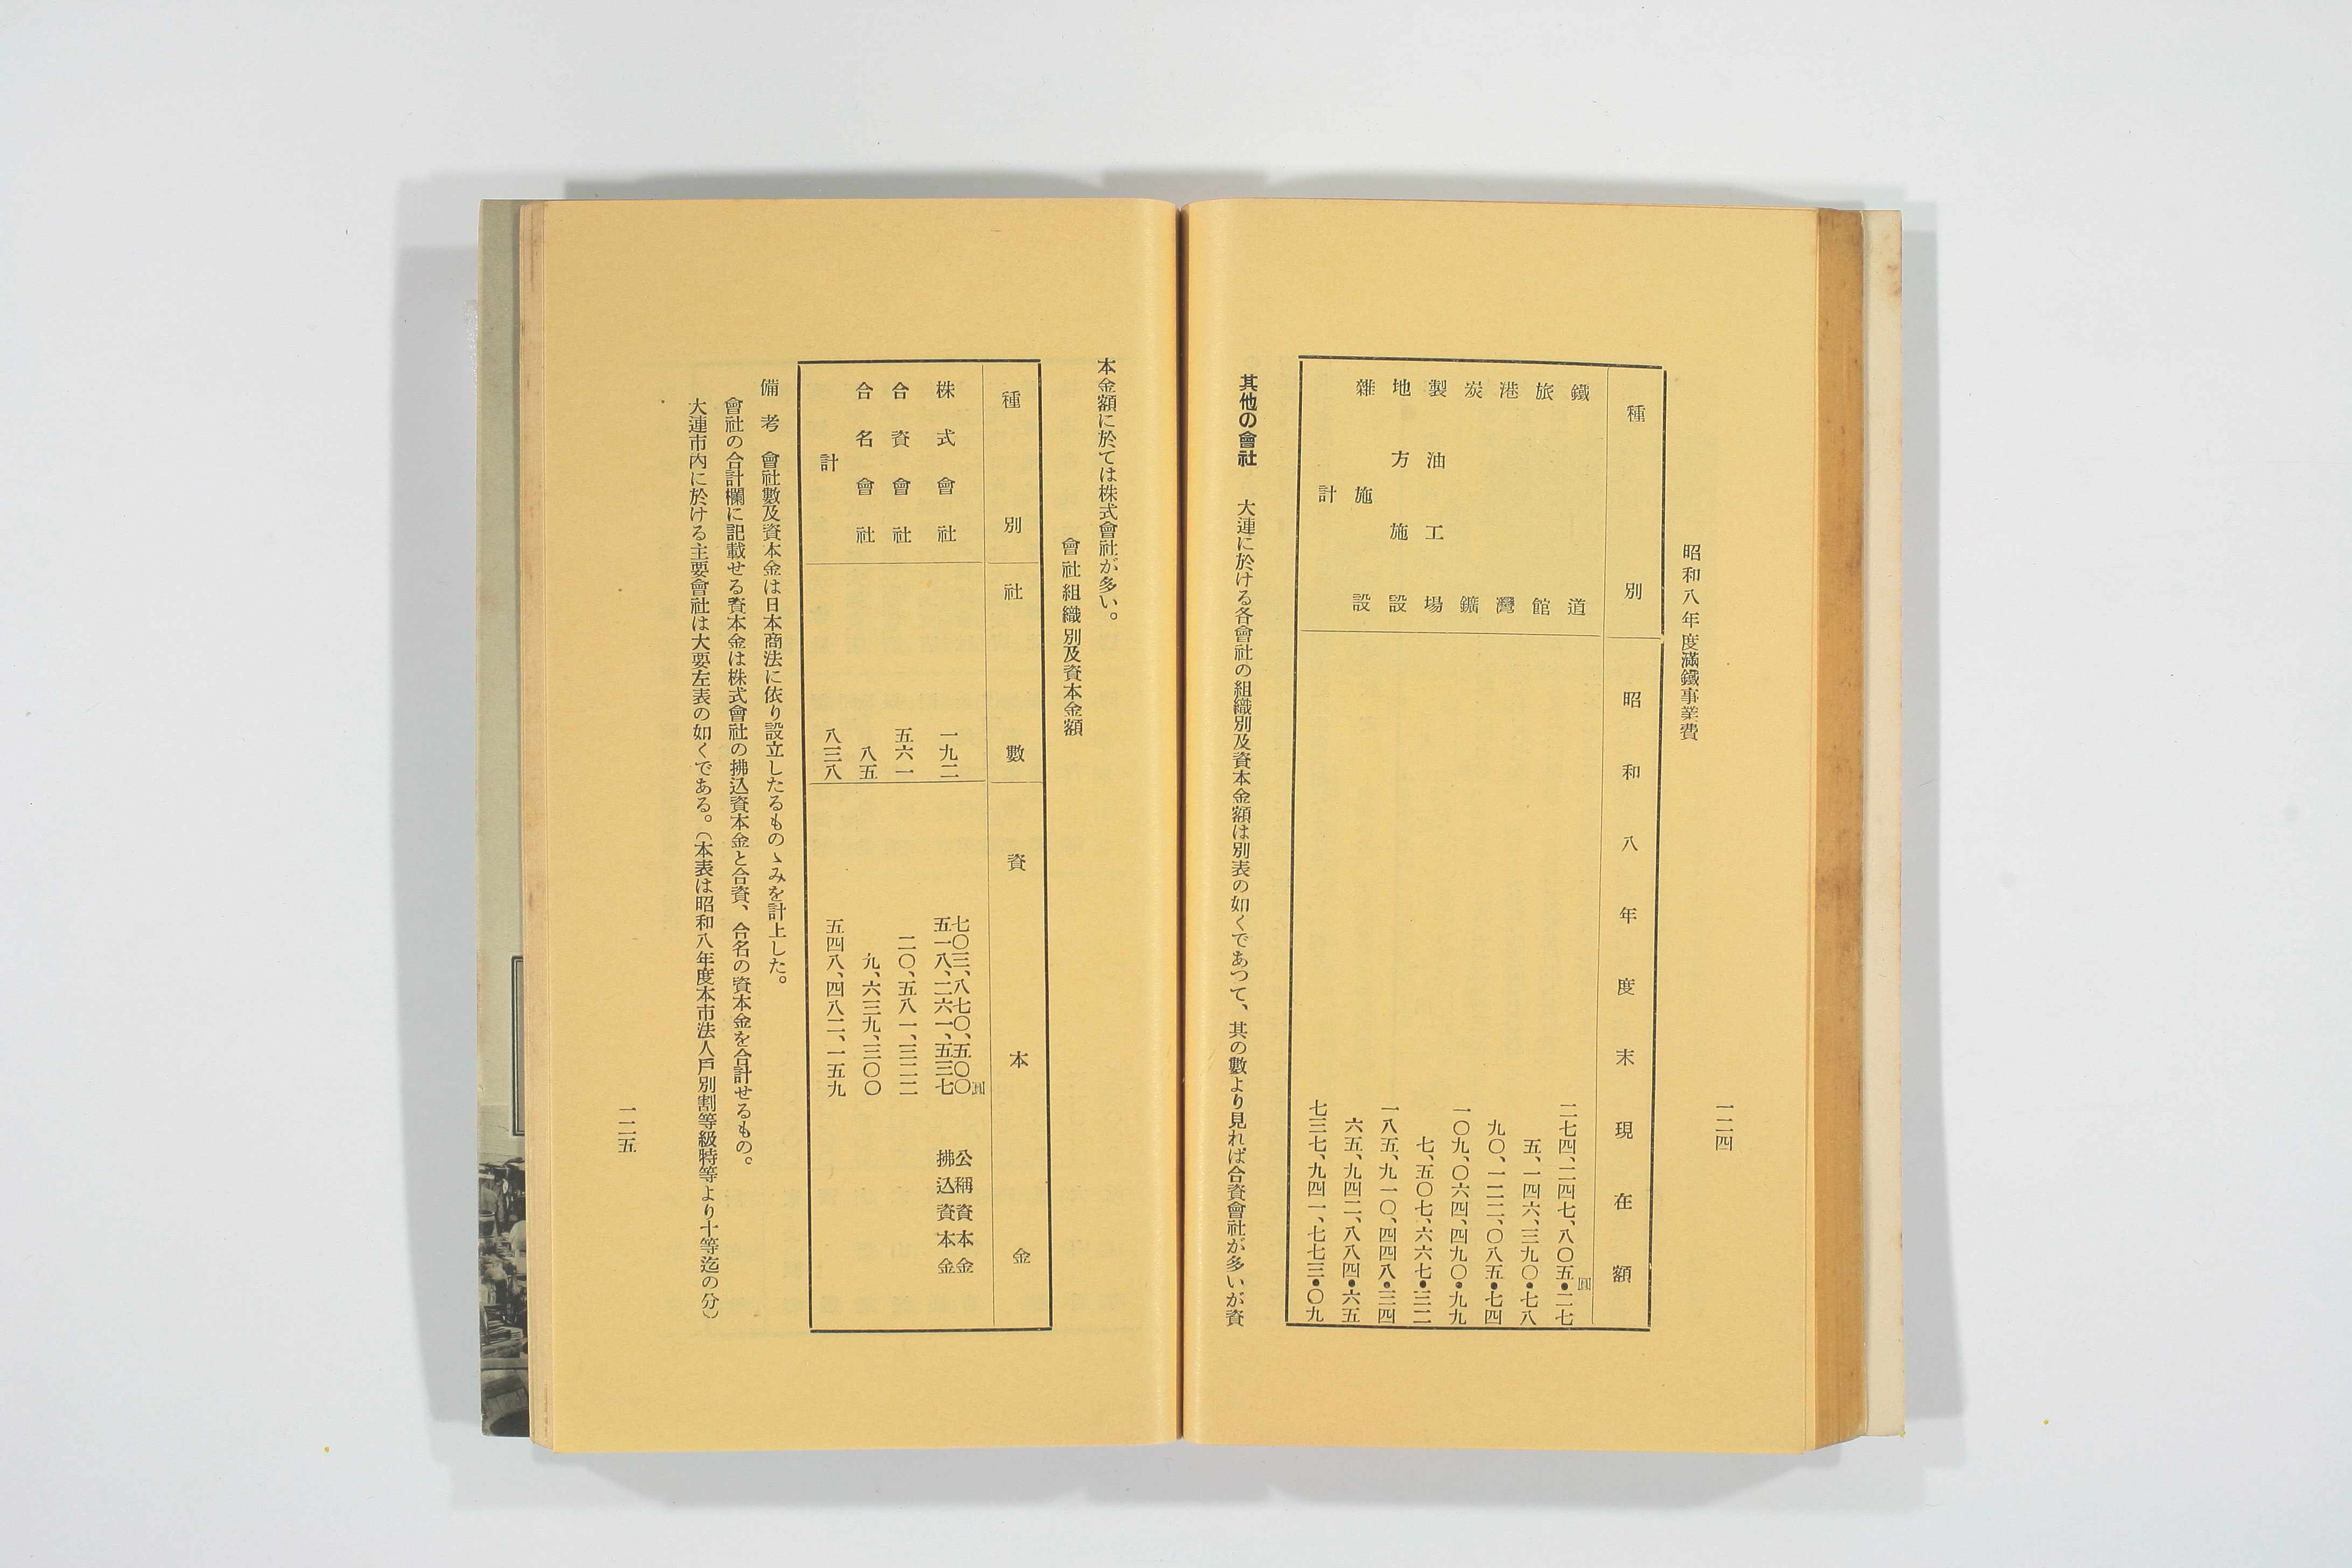 一二四
昭和八年度滿鐵事業費
種別 昭和八年度末現在額
鐵道 二七四、二四七、八〇五•二七圓
旅館 五、一四六、三九〇•七八
港灣 九〇、一二二、〇八五•七四
炭鑛 一〇九、〇六四、四九〇•九九
製油工場 七、五〇七、六六七•三二
地方施設 一八五、九一〇、四四八•三四
雜施設 六五、九四二、八八四•六五
計 七三七、九四一、七七三•〇九
其他の會社 大連に於ける各會社の組織別及資本金額は別表の如くであつて、其の數より見れば合資會社が多いが資
本金額に於ては株式會社が多い。
會社組織別及資本金額
種別 社數 資本金
株式會社 一九二 七〇三、八七〇、五〇〇圓 公稱資本金
五一八、二六一、五三七 拂込資本金
合資會社 五六一 二〇、五八一、三二二
合名會社 八五 九、六三九、三〇〇
計 八三八 五四八、四八二、一五九
備考 會社數及資本金は日本商法に依り設立したるものゝみを計上した。
會社の合計欄に記載せる資本金は株式會社の拂込資本金と合資、合名の資本金を合計せるもの。
大連市內に於ける主要會社は大要左表の如くである。(本表は昭和八年度本市法人戶別割等級特等より十等迄の分)
一二五